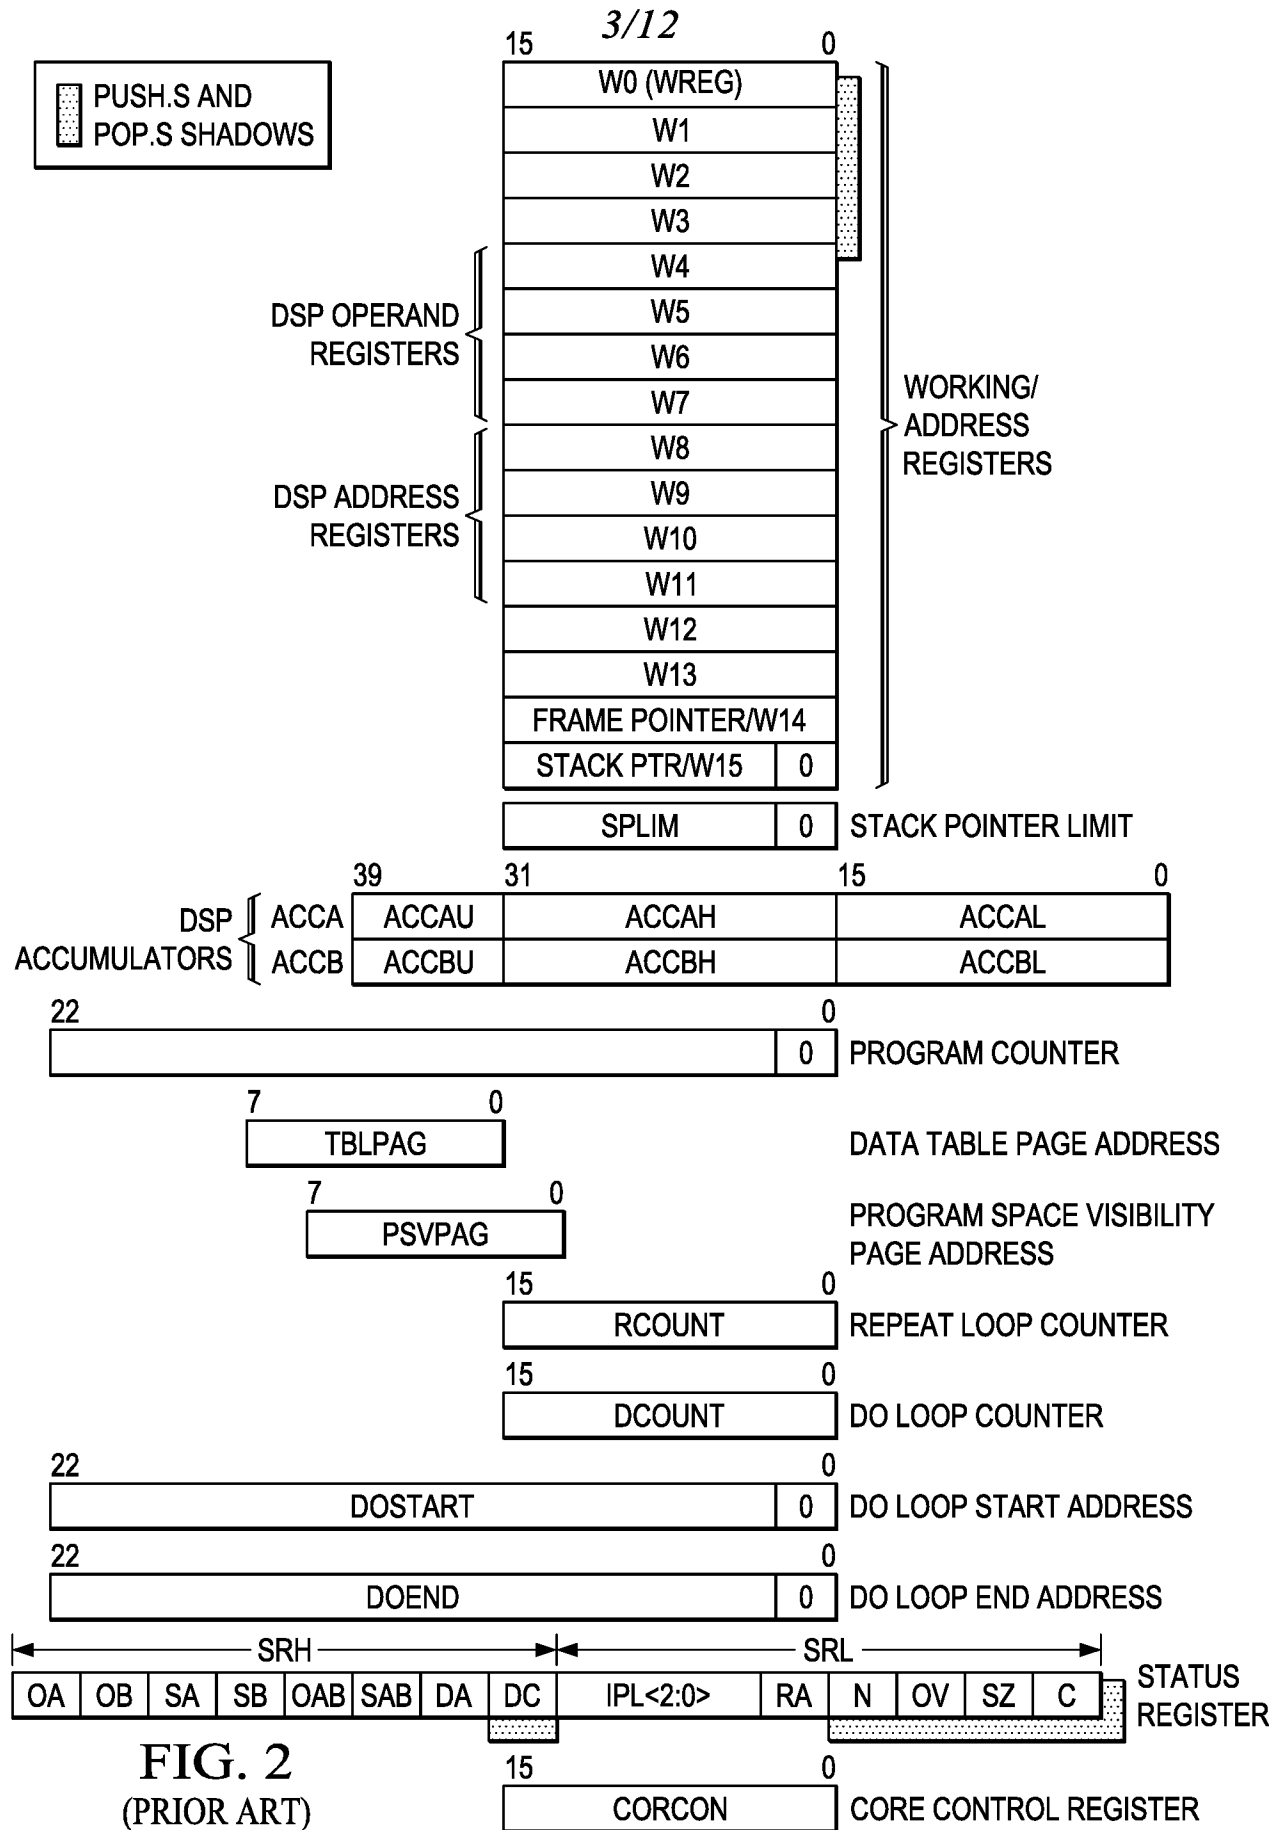 3/12
15 0
PUSH.S AND
POP.S SHADOWS
W0 (WREG)
W1
W2
W3
W4
W5
W6
W7
W8
W9
W10
W11
W12
W13
FRAME POINTER/W14
STACK PTR/W15 0
DSP OPERAND
REGISTERS
DSP ADDRESS
REGISTERS
WORKING/
ADDRESS
REGISTERS
SPLIM 0 STACK POINTER LIMIT
39 31 15 0
DSP
ACCUMULATORS
ACCA ACCAU ACCAH ACCAL
ACCB ACCBU ACCBH ACCBL
22 0
0 PROGRAM COUNTER
7 0
TBLPAG DATA TABLE PAGE ADDRESS
7 0
PSVPAG
PROGRAM SPACE VISIBILITY
PAGE ADDRESS
15 0
RCOUNT REPEAT LOOP COUNTER
15 0
DCOUNT DO LOOP COUNTER
22 0
DOSTART 0 DO LOOP START ADDRESS
22 0
DOEND 0 DO LOOP END ADDRESS
SRH SRL
OA OB SA SB OAB SAB DA DC IPL<2:0> RA N OV SZ C
STATUS
REGISTER
15 0
CORCON CORE CONTROL REGISTER
FIG. 2
(PRIOR ART)